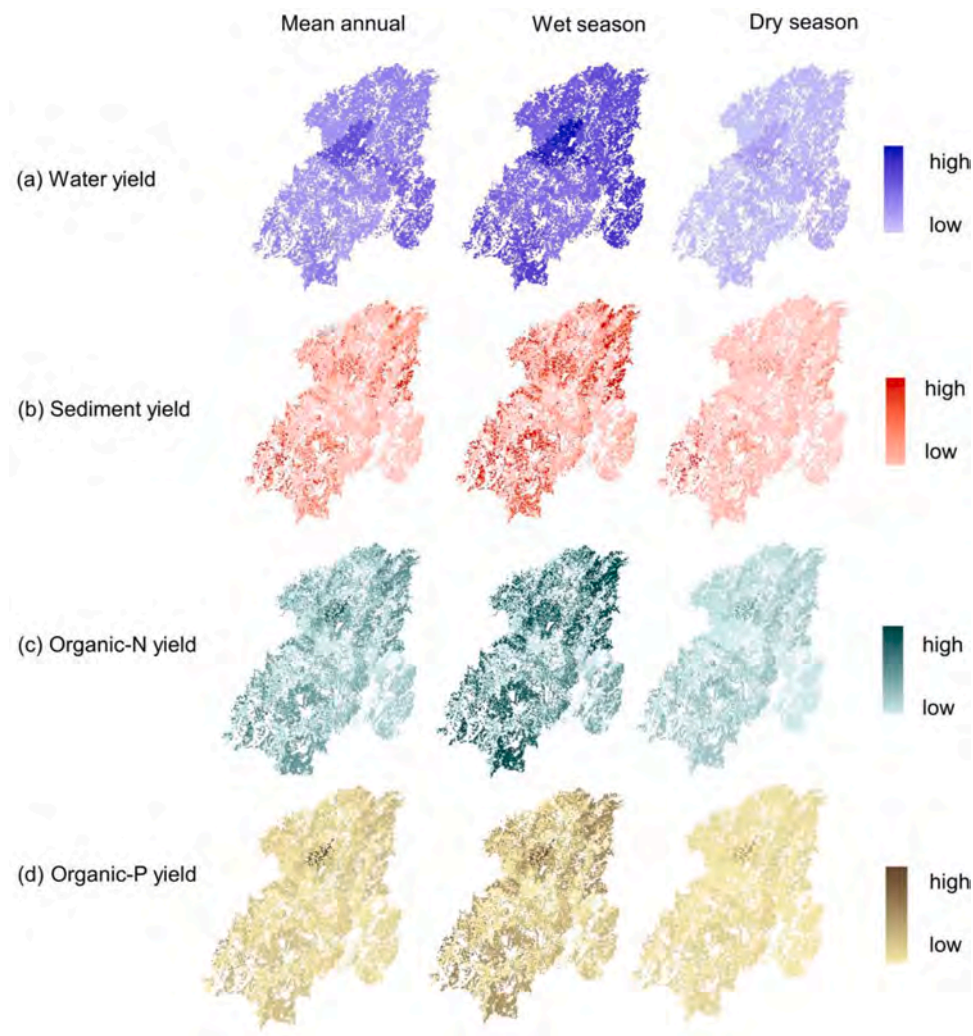 Mean annual
Wet season
Dry season
(a) Water yield
high
low
(b) Sediment yield
high
low
(c) Organic-N yield
high
low
(d) Organic-P yield
high
low